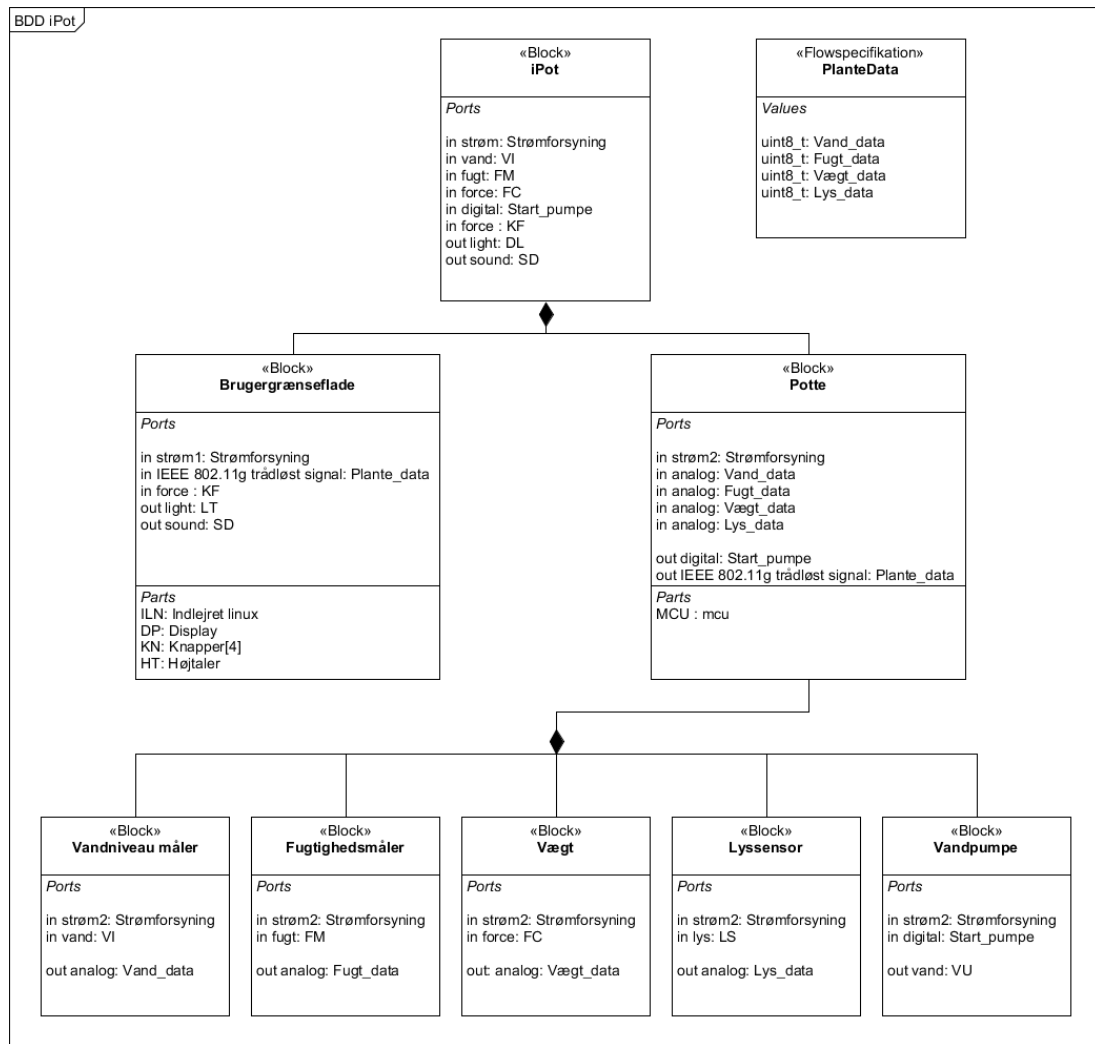 BDD iPot
«Block»
iPot
Ports
in strøm: Strømforsyning
in vand: VI
in fugt: FM
in force: FC
in digital: Start_pumpe
in force : KF
out light: DL
out sound: SD
«Flowspecifikation»
PlanteData
Values
uint8_t: Vand_data
uint8_t: Fugt_data
uint8_t: Vægt_data
uint8_t: Lys_data
«Block»
Brugergrænseflade
Ports
in strøm1: Strømforsyning
in IEEE 802.11g trådløst signal: Plante_data
in force : KF
out light: LT
out sound: SD
Parts
ILN: Indlejret linux
DP: Display
KN: Knapper[4]
HT: Højtaler
«Block»
Potte
Ports
in strøm2: Strømforsyning
in analog: Vand_data
in analog: Fugt_data
in analog: Vægt_data
in analog: Lys_data
out digital: Start_pumpe
out IEEE 802.11g trådløst signal: Plante_data
Parts
MCU : mcu
«Block»
Vandniveau måler
Ports
in strøm2: Strømforsyning
in vand: VI
out analog: Vand_data
«Block»
Fugtighedsmåler
Ports
in strøm2: Strømforsyning
in fugt: FM
out analog: Fugt_data
«Block»
Vægt
Ports
in strøm2: Strømforsyning
in force: FC
out: analog: Vægt_data
«Block»
Lyssensor
Ports
in strøm2: Strømforsyning
in lys: LS
out analog: Lys_data
«Block»
Vandpumpe
Ports
in strøm2: Strømforsyning
in digital: Start_pumpe
out vand: VU